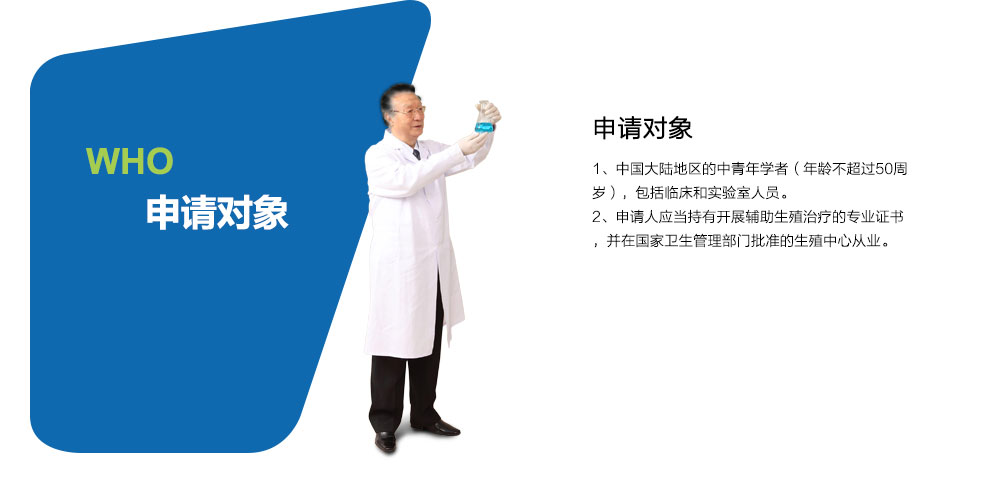 WHO
申请对象
申请对象
1、中国大陆地区的中青年学者（年龄不超过50周
岁），包括临床和实验室人员。
2、申请人应当持有开展辅助生殖治疗的专业证书
，并在国家卫生管理部门批准的生殖中心从业。